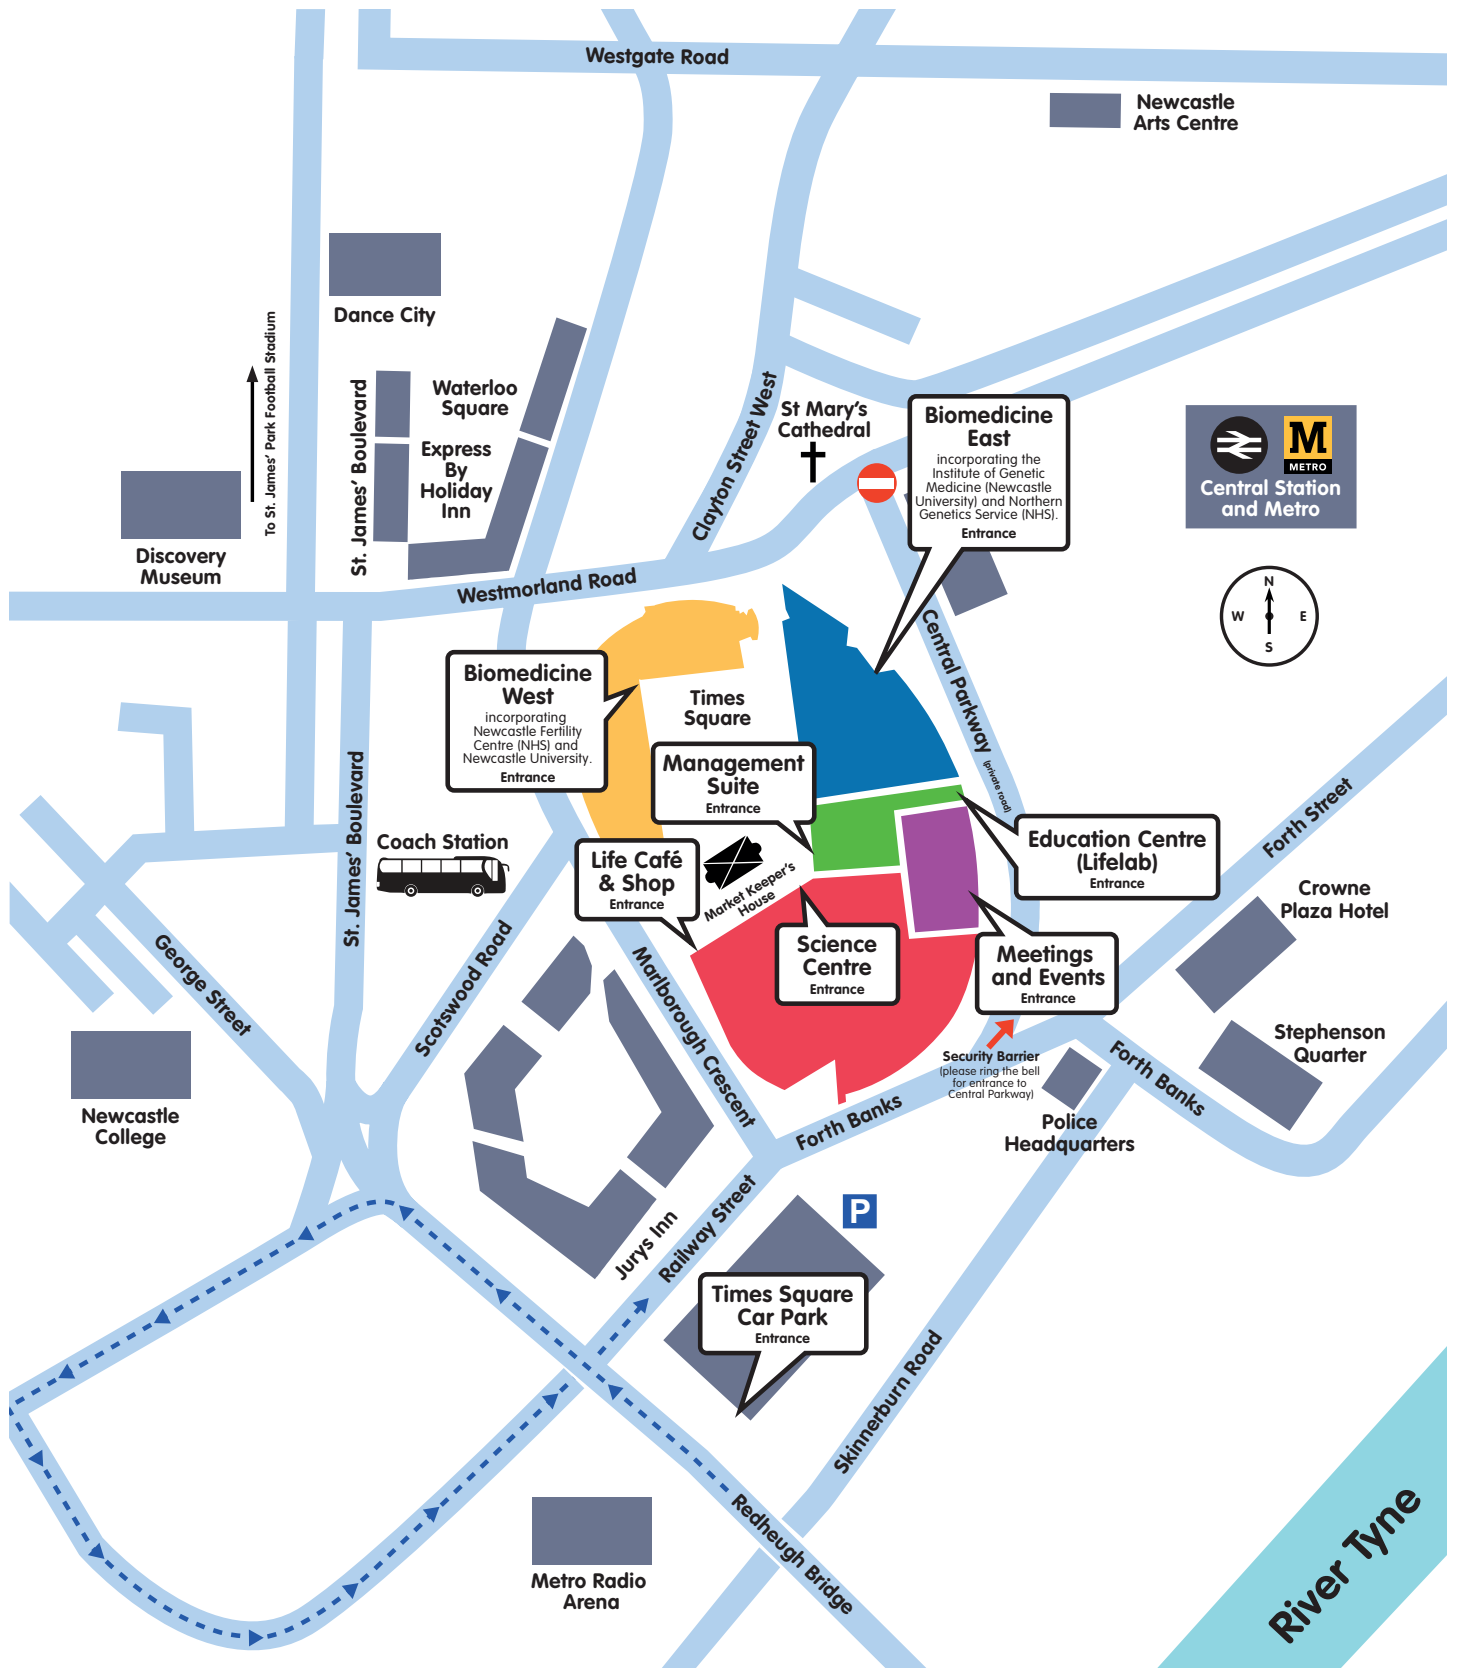 Westgate Road
Newcastle
Arts Centre
Dance City
To St. James' Park Football Stadium
St. James' Boulevard
Waterloo
Square
Express
By
Holiday
Inn
Clayton Street West
St Mary's
Cathedral
Biomedicine
East
incorporating the
Institute of Genetic
Medicine (Newcastle
University) and Northern
Genetics Service (NHS).
Entrance
M
METRO
Central Station
and Metro
Discovery
Museum
Westmorland Road
N
W
E
S
Central Parkway
(private road)
Biomedicine
West
incorporating
Newcastle Fertility
Centre (NHS) and
Newcastle University.
Entrance
Times
Square
Management
Suite
Entrance
St. James' Boulevard
Coach Station
Life Café
& Shop
Entrance
Market Keeper's
House
Education Centre
(Lifelab)
Entrance
Forth Street
Crowne
Plaza Hotel
George Street
Scotswood Road
Marlborough Crescent
Science
Centre
Entrance
Meetings
and Events
Entrance
Security Barrier
(please ring the bell
for entrance to
Central Parkway)
Stephenson
Quarter
Forth Banks
Newcastle
College
Forth Banks
Police
Headquarters
Jurys Inn
Railway Street
P
Times Square
Car Park
Entrance
Skinnerburn Road
Redheugh Bridge
Metro Radio
Arena
River Tyne